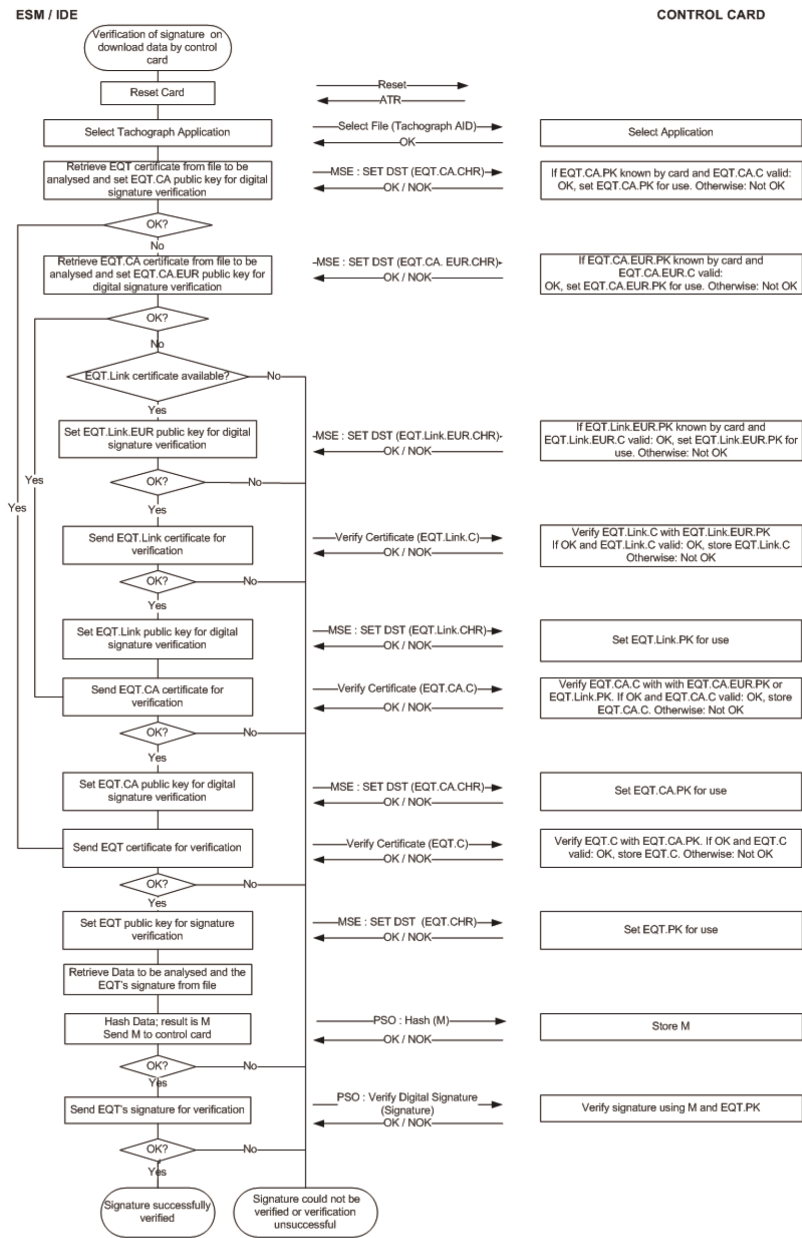 ESM / IDE
CONTROL CARD
Verification of signature on
download data by control
card
Reset Card
Reset
ATR
Select Tachograph Application
Select File (Tachograph AID)
OK
Select Application
Retrieve EQT certificate from file to be
analysed and set EQT.CA public key for digital
signature verification
MSE : SET DST (EQT.CA.CHR)
OK / NOK
If EQT.CA.PK known by card and EQT.CA.C valid:
OK, set EQT.CA.PK for use. Otherwise: Not OK
OK?
No
Retrieve EQT.CA certificate from file to be
analysed and set EQT.CA.EUR public key for
digital signature verification
MSE : SET DST (EQT.CA. EUR.CHR)
OK / NOK
If EQT.CA.EUR.PK known by card and
EQT.CA.EUR.C valid:
OK, set EQT.CA.EUR.PK for use. Otherwise: Not OK
OK?
No
EQT.Link certificate available?
No
Yes
Set EQT.Link.EUR public key for digital
signature verification
MSE : SET DST (EQT.Link.EUR.CHR)
OK / NOK
If EQT.Link.EUR.PK known by card and
EQT.Link.EUR.C valid: OK, set EQT.Link.EUR.PK for
use. Otherwise: Not OK
Yes
OK?
No
Yes
Yes
Send EQT.Link certificate for
verification
Verify Certificate (EQT.Link.C)
OK / NOK
Verify EQT.Link.C with EQT.Link.EUR.PK
If OK and EQT.Link.C valid: OK, store EQT.Link.C
Otherwise: Not OK
OK?
No
Yes
Set EQT.Link public key for digital
signature verification
MSE : SET DST (EQT.Link.CHR)
OK / NOK
Set EQT.Link.PK for use
Send EQT.CA certificate for
verification
Verify Certificate (EQT.CA.C)
OK / NOK
Verify EQT.CA.C with with EQT.CA.EUR.PK or
EQT.Link.PK. If OK and EQT.CA.C valid: OK, store
EQT.CA.C. Otherwise: Not OK
OK?
No
Yes
Set EQT.CA public key for digital
signature verification
MSE : SET DST (EQT.CA.CHR)
OK / NOK
Set EQT.CA.PK for use
Send EQT certificate for verification
Verify Certificate (EQT.C)
OK / NOK
Verify EQT.C with EQT.CA.PK. If OK and EQT.C
valid: OK, store EQT.C. Otherwise: Not OK
OK?
No
Yes
Set EQT public key for signature
verification
MSE : SET DST (EQT.CHR)
OK / NOK
Set EQT.PK for use
Retrieve Data to be analysed and the
EQT's signature from file
Hash Data; result is M
Send M to control card
PSO : Hash (M)
OK / NOK
Store M
OK?
No
Yes
Send EQT's signature for verification
PSO : Verify Digital Signature
(Signature)
OK / NOK
Verify signature using M and EQT.PK
OK?
No
Yes
Signature successfully
verified
Signature could not be
verified or verification
unsuccessful